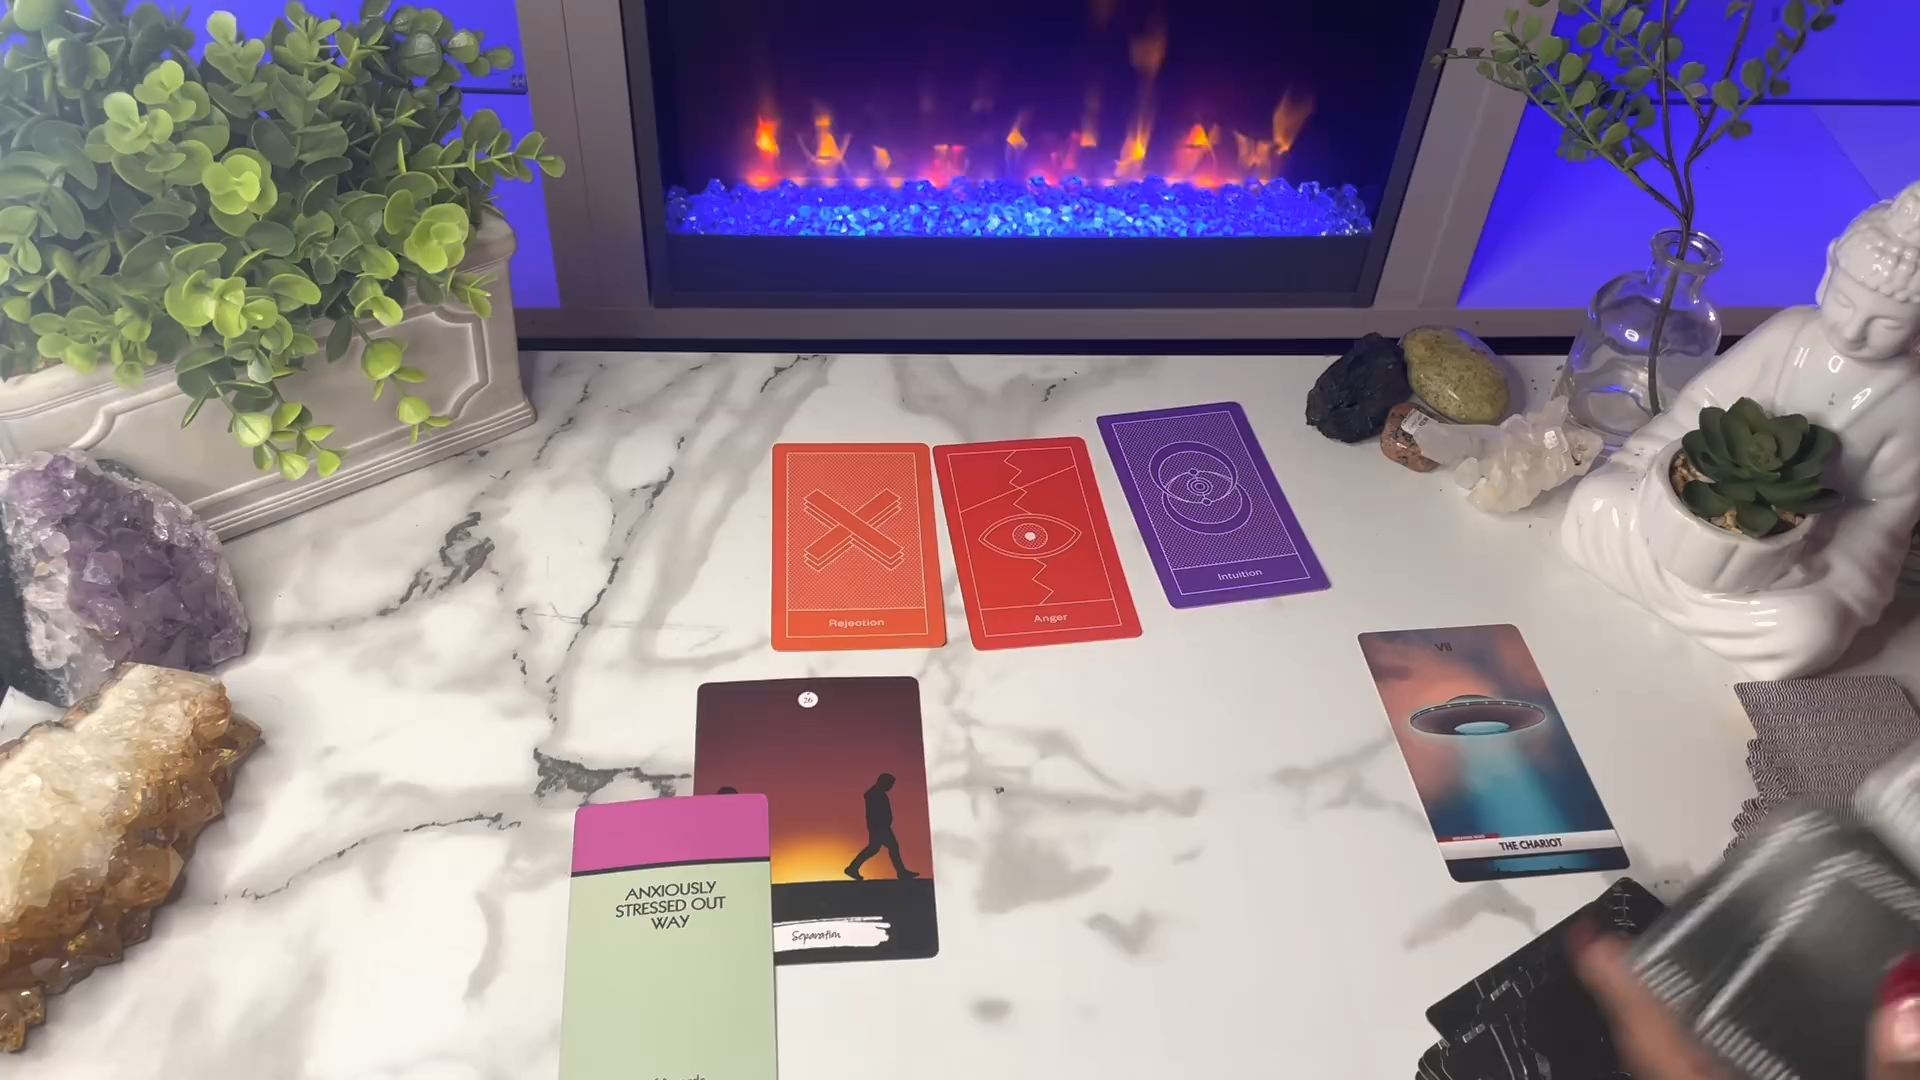 Rejection
Anger
Intuition
VII
THE CHARIOT
26
Separation
ANXIOUSLY
STRESSED OUT
WAY